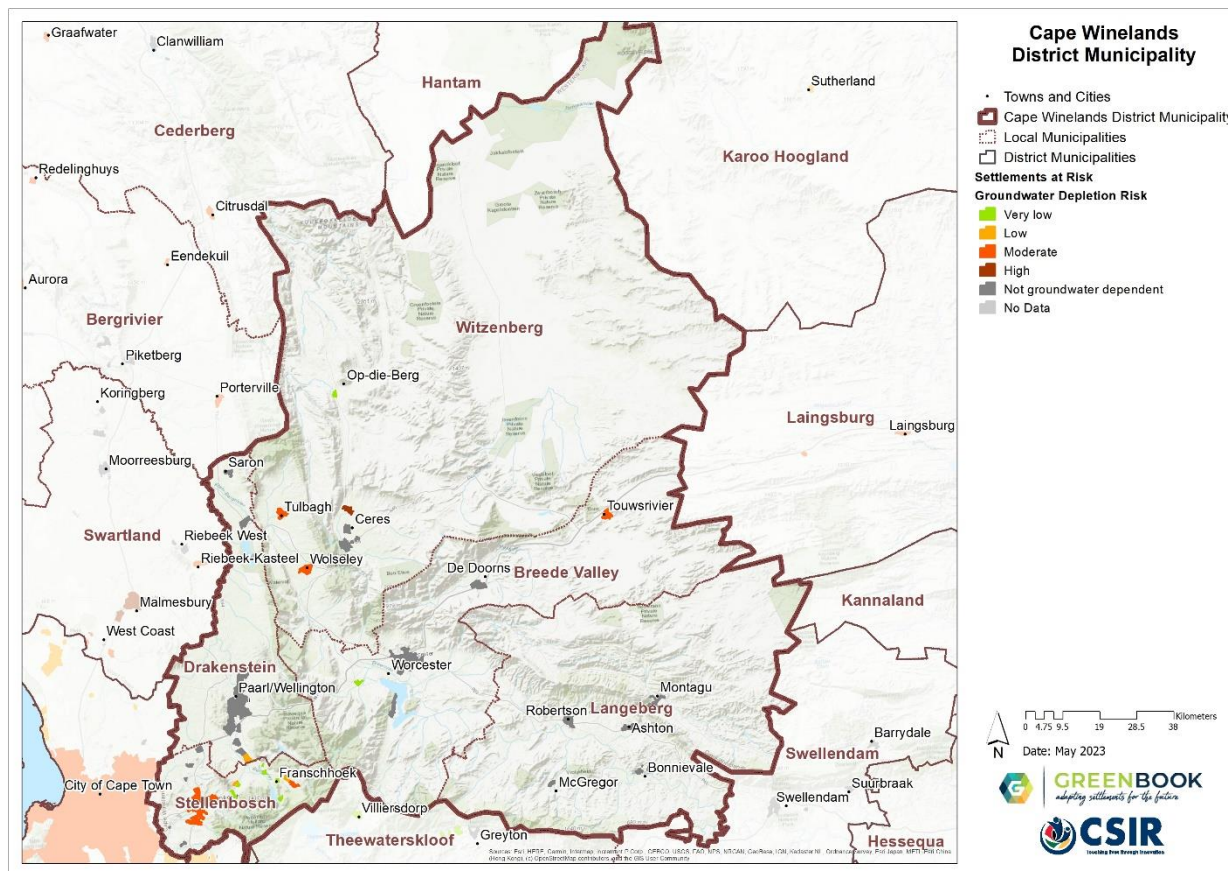 Graafwater
Clanwilliam
Hantam
Sutherland
Cederberg
Karoo Hoogland
Redelinghuys
Citrusdal
Eendekuil
Aurora
Bergrivier
Witzenberg
Piketberg
Op-die-Berg
Koringberg
Porterville
Laingsburg
Laingsburg
Moorreesburg
Saron
Tulbagh
Ceres
Touwsrivier
Swartland
Riebeek West
Riebeek-Kasteel
Wolseley
De Doorns
Breede Valley
Kannaland
Malmesbury
West Coast
Drakenstein
Worcester
Paarl/Wellington
Montagu
Robertson
Langeberg
Ashton
Swellendam
Barrydale
Bonnievale
Franschhoek
McGregor
City of Cape Town
Stellenbosch
Villiersdorp
Swellendam
Suurbraak
Theewaterskloof
Greyton
Hessequa
Cape Winelands
District Municipality
Towns and Cities
Cape Winelands District Municipality
Local Municipalities
District Municipalities
Settlements at Risk
Groundwater Depletion Risk
Very low
Low
Moderate
High
Not groundwater dependent
No Data
N
0 4.75 9.5 19 28.5 38
Kilometers
Date: May 2023
GREENBOOK
adapting settlements for the future
CSIR
Touching lives through innovation